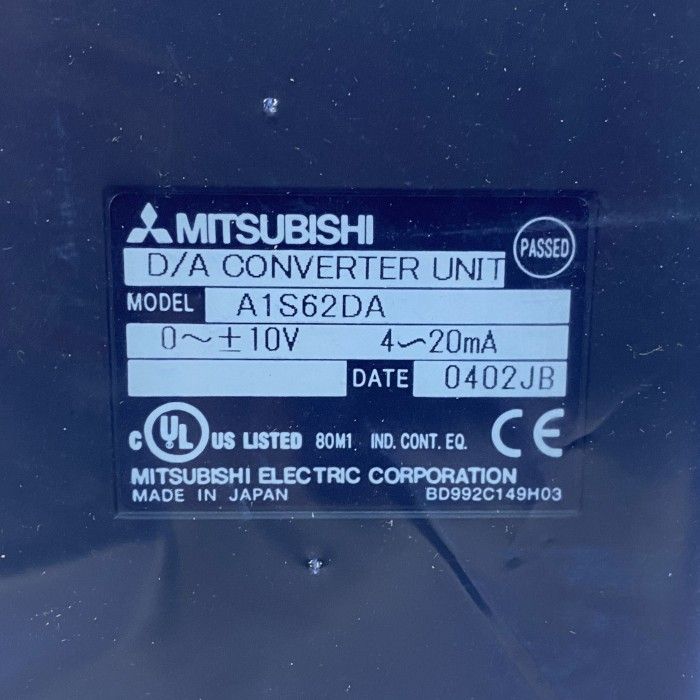 MITSUBISHI
PASSED
D/A CONVERTER UNIT
MODEL A1S62DA
0～±10V 4～20mA
DATE 0402JB
C UL US LISTED 80M1 IND. CONT. EQ. CE
MITSUBISHI ELECTRIC CORPORATION
MADE IN JAPAN BD992C149H03